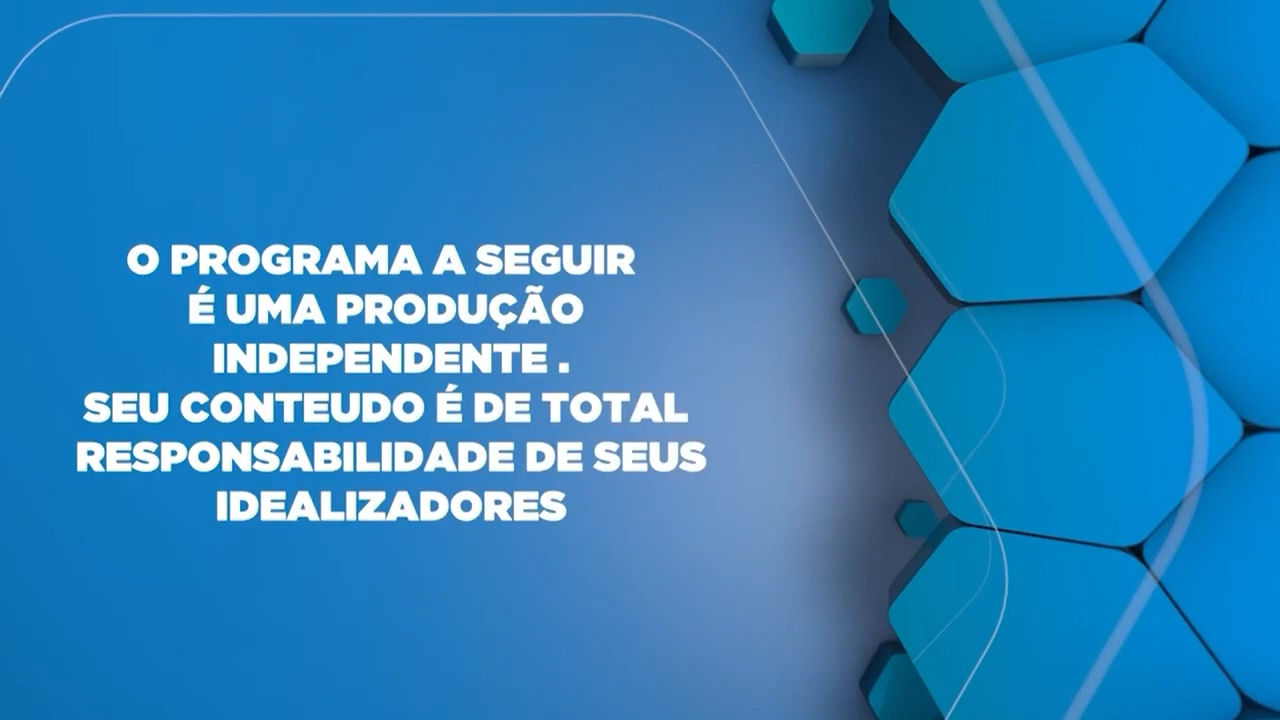 O PROGRAMA A SEGUIR
É UMA PRODUÇÃO
INDEPENDENTE .
SEU CONTEUDO É DE TOTAL
RESPONSABILIDADE DE SEUS
IDEALIZADORES